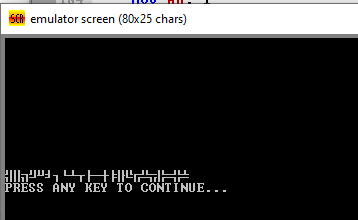 emulator screen (80x25 chars)
PRESS ANY KEY TO CONTINUE...